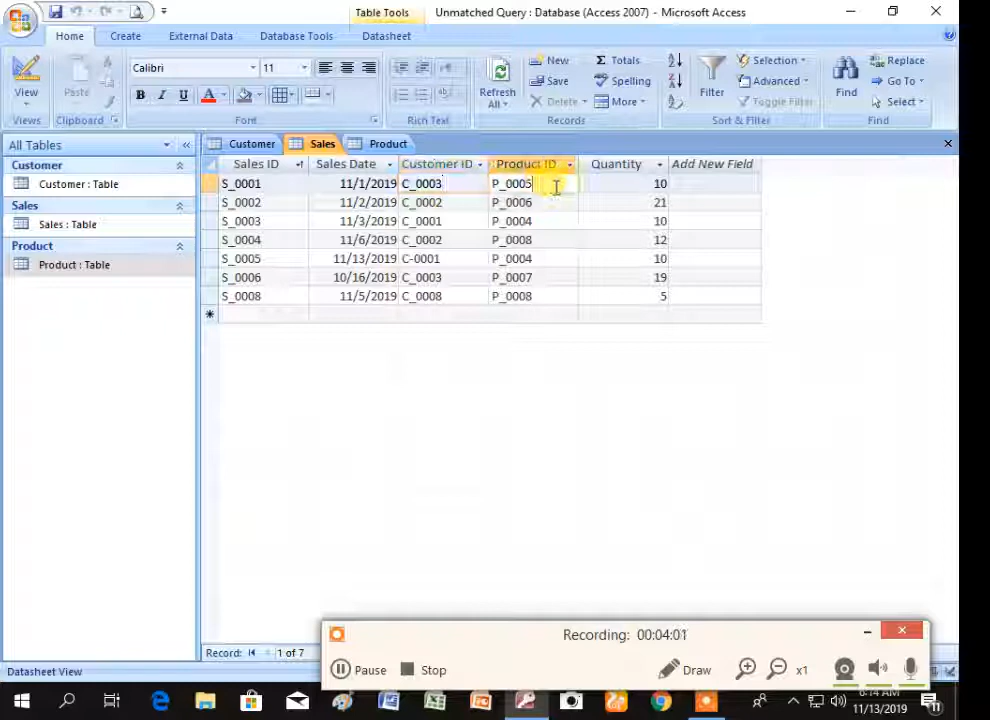 Table Tools
Unmatched Query : Database (Access 2007) - Microsoft Access
Home
Create
External Data
Database Tools
Datasheet
View
Views
Paste
Clipboard
Calibri
11
B I U A
Font
Rich Text
Refresh All
New
Save
Delete
Totals
Spelling
More
Records
Filter
Selection
Advanced
Toggle Filter
Sort & Filter
Find
Replace
Go To
Select
Find
All Tables
Customer
Customer : Table
Sales
Sales : Table
Product
Product : Table
Customer Sales Product
Sales ID Sales Date Customer ID Product ID Quantity Add New Field
S_0001 11/1/2019 C_0003 P_0005 10
S_0002 11/2/2019 C_0002 P_0006 21
S_0003 11/3/2019 C_0001 P_0004 10
S_0004 11/6/2019 C_0002 P_0008 12
S_0005 11/13/2019 C-0001 P_0004 10
S_0006 10/16/2019 C_0003 P_0007 19
S_0008 11/5/2019 C_0008 P_0008 5
Record: 1 of 7
Datasheet View
Recording: 00:04:01
Pause
Stop
Draw
x1
6:14 AM
11/13/2019
11